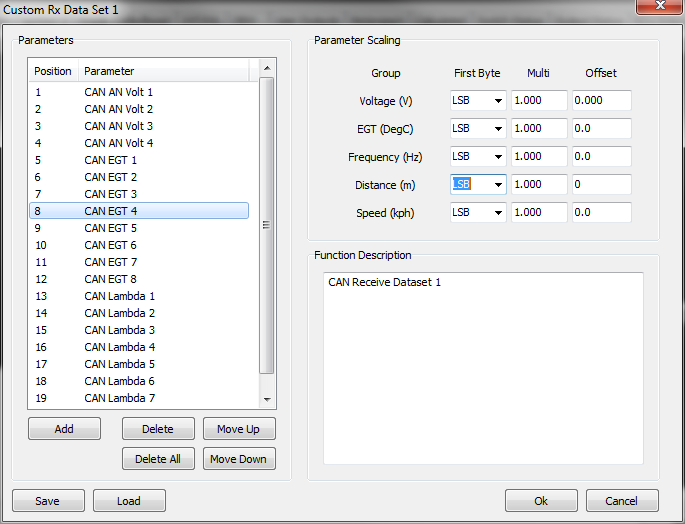 Custom Rx Data Set 1
Parameters
Position Parameter
1 CAN AN Volt 1
2 CAN AN Volt 2
3 CAN AN Volt 3
4 CAN AN Volt 4
5 CAN EGT 1
6 CAN EGT 2
7 CAN EGT 3
8 CAN EGT 4
9 CAN EGT 5
10 CAN EGT 6
11 CAN EGT 7
12 CAN EGT 8
13 CAN Lambda 1
14 CAN Lambda 2
15 CAN Lambda 3
16 CAN Lambda 4
17 CAN Lambda 5
18 CAN Lambda 6
19 CAN Lambda 7
Add Delete Move Up
Delete All Move Down
Parameter Scaling
Group First Byte Multi Offset
Voltage (V) LSB 1.000 0.000
EGT (DegC) LSB 1.000 0.0
Frequency (Hz) LSB 1.000 0.0
Distance (m) LSB 1.000 0
Speed (kph) LSB 1.000 0.0
Function Description
CAN Receive Dataset 1
Save Load Ok Cancel